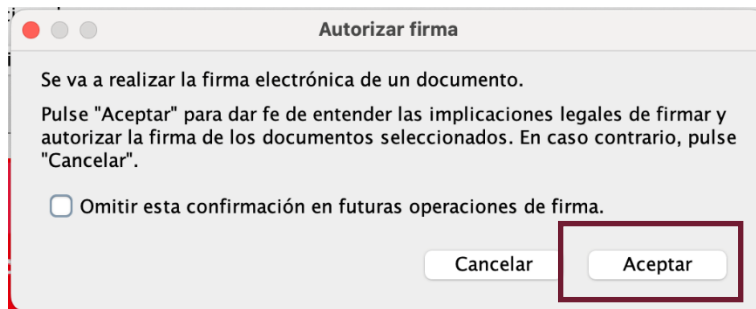 Autorizar firma
Se va a realizar la firma electrónica de un documento.
Pulse "Aceptar" para dar fe de entender las implicaciones legales de firmar y
autorizar la firma de los documentos seleccionados. En caso contrario, pulse
"Cancelar".
Omitir esta confirmación en futuras operaciones de firma.
Cancelar
Aceptar